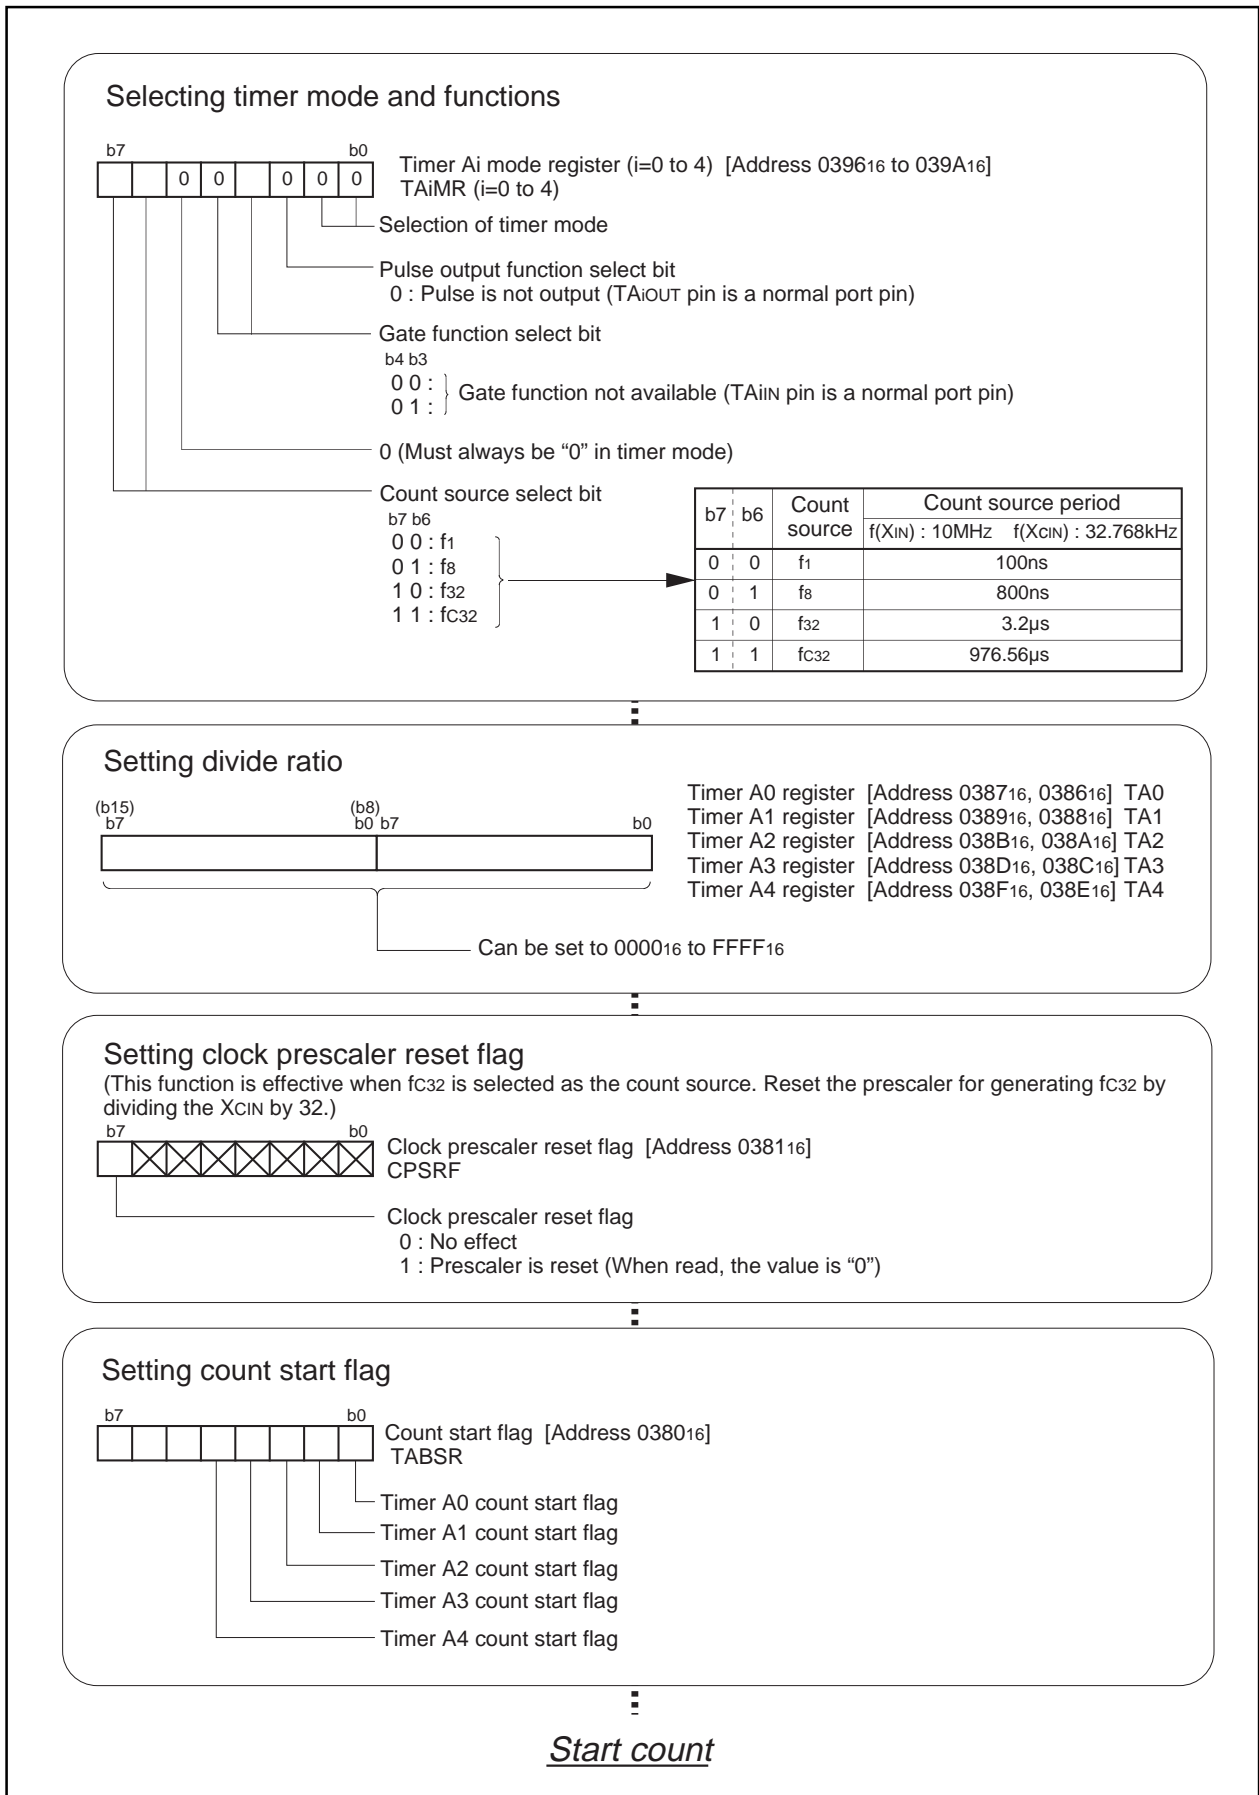 Selecting timer mode and functions
b7 b0
0 0 0 0 0
Timer Ai mode register (i=0 to 4) [Address 039616 to 039A16]
TAiMR (i=0 to 4)
Selection of timer mode
Pulse output function select bit
0 : Pulse is not output (TAiOUT pin is a normal port pin)
Gate function select bit
b4 b3
0 0 :
0 1 :
Gate function not available (TAiIN pin is a normal port pin)
0 (Must always be “0” in timer mode)
Count source select bit
b7 b6
0 0 : f1
0 1 : f8
1 0 : f32
1 1 : fC32
b7 b6 Count source Count source period
f(XIN) : 10MHz f(XCIN) : 32.768kHz
0 0 f1 100ns
0 1 f8 800ns
1 0 f32 3.2µs
1 1 fC32 976.56µs
Setting divide ratio
(b15) (b8)
b7 b0 b7 b0
Timer A0 register [Address 038716, 038616] TA0
Timer A1 register [Address 038916, 038816] TA1
Timer A2 register [Address 038B16, 038A16] TA2
Timer A3 register [Address 038D16, 038C16] TA3
Timer A4 register [Address 038F16, 038E16] TA4
Can be set to 000016 to FFFF16
Setting clock prescaler reset flag
(This function is effective when fC32 is selected as the count source. Reset the prescaler for generating fC32 by
dividing the XCIN by 32.)
b7 b0
Clock prescaler reset flag [Address 038116]
CPSRF
Clock prescaler reset flag
0 : No effect
1 : Prescaler is reset (When read, the value is “0”)
Setting count start flag
b7 b0
Count start flag [Address 038016]
TABSR
Timer A0 count start flag
Timer A1 count start flag
Timer A2 count start flag
Timer A3 count start flag
Timer A4 count start flag
Start count